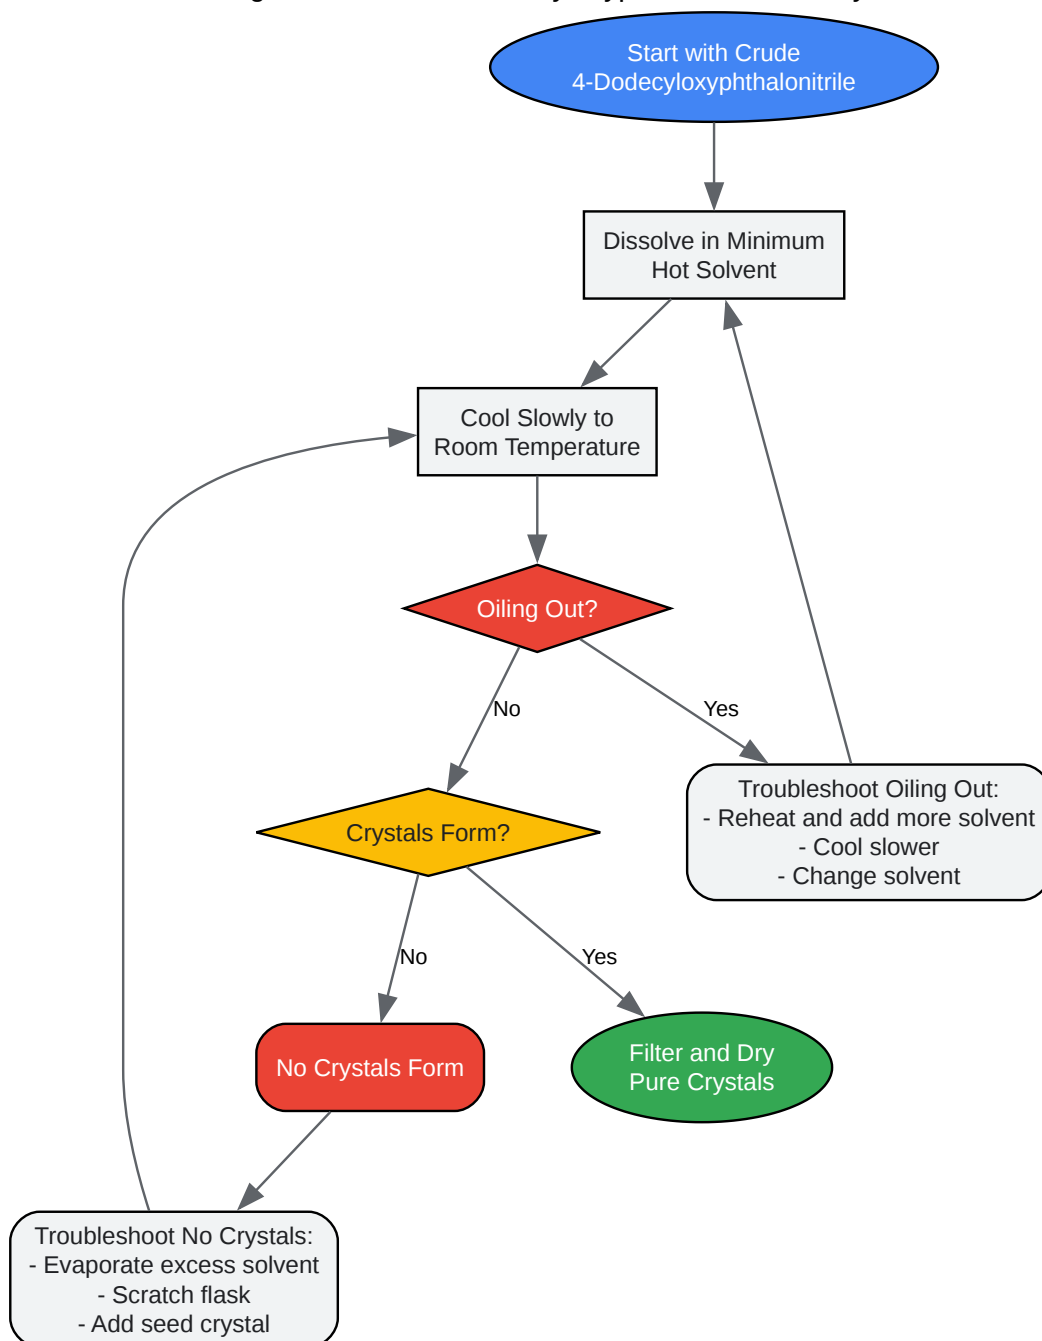 Start with Crude
4-Dodecyloxyphthalonitrile
Dissolve in Minimum
Hot Solvent
Cool Slowly to
Room Temperature
Oiling Out?
No
Yes
Troubleshoot Oiling Out:
- Reheat and add more solvent
- Cool slower
- Change solvent
Crystals Form?
No
Yes
No Crystals Form
Filter and Dry
Pure Crystals
Troubleshoot No Crystals:
- Evaporate excess solvent
- Scratch flask
- Add seed crystal